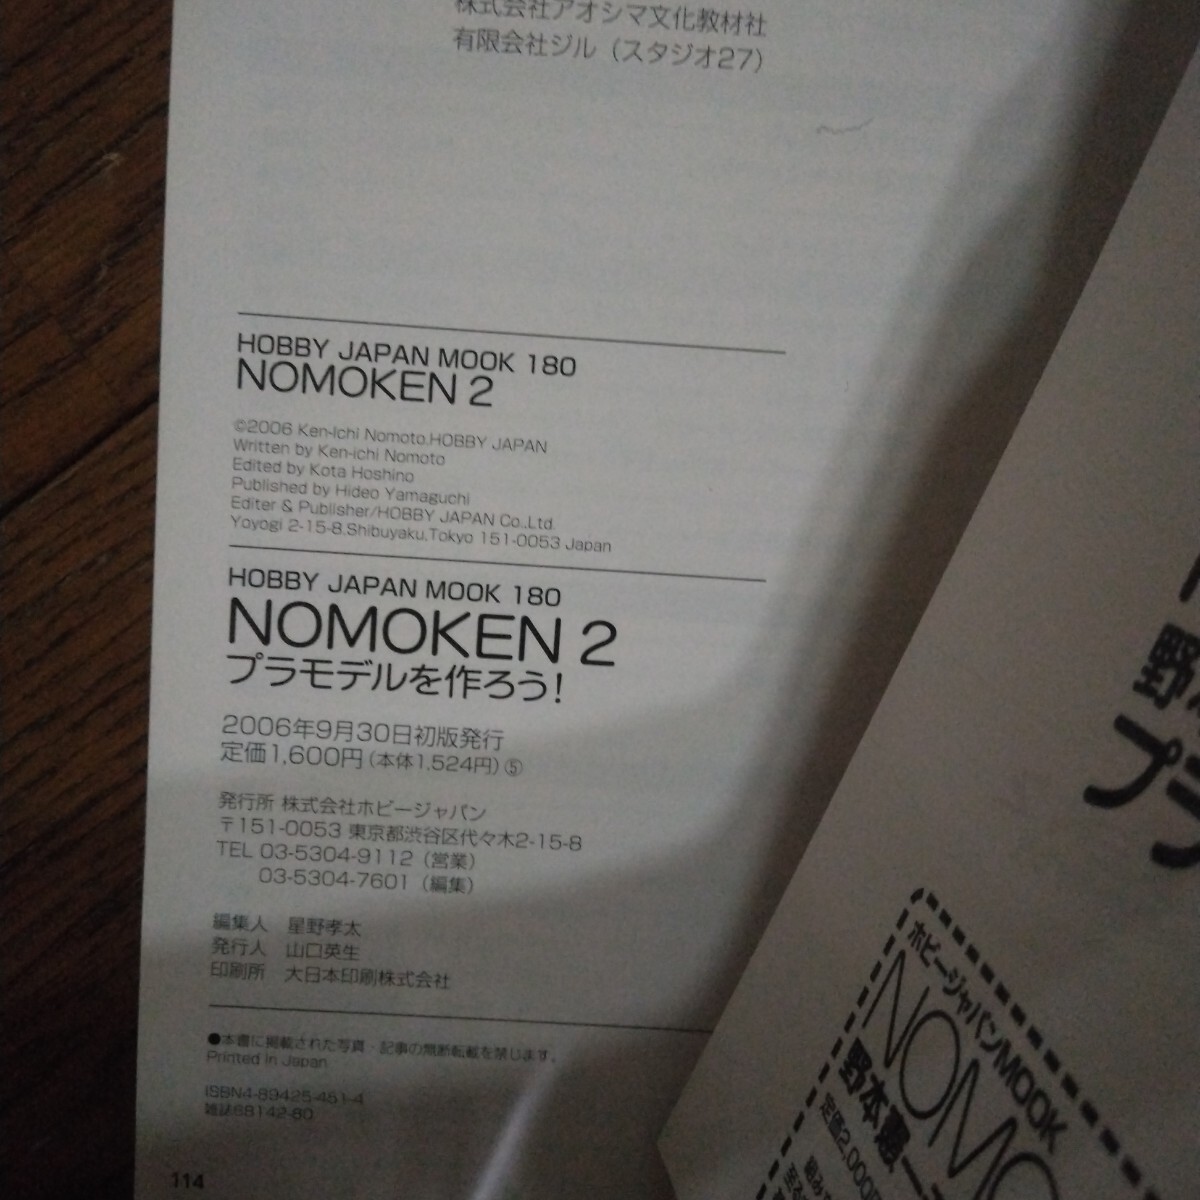 株式会社アオシマ文化教材社
有限会社ジル（スタジオ27）
HOBBY JAPAN MOOK 180
NOMOKEN 2
©2006 Ken-Ichi Nomoto.HOBBY JAPAN
Written by Ken-ichi Nomoto
Edited by Kota Hoshino
Published by Hideo Yamaguchi
Editer & Publisher/HOBBY JAPAN Co.,Ltd.
Yoyogi 2-15-8,Shibuyaku,Tokyo 151-0053 Japan
HOBBY JAPAN MOOK 180
NOMOKEN 2
プラモデルを作ろう！
2006年9月30日初版発行
定価1,600円（本体1,524円）⑤
発行所 株式会社ホビージャパン
〒151-0053 東京都渋谷区代々木2-15-8
TEL 03-5304-9112（営業）
03-5304-7601（編集）
編集人 星野孝太
発行人 山口英生
印刷所 大日本印刷株式会社
●本書に掲載された写真・記事の無断転載を禁じます。
Printed in Japan
ISBN4-89425-451-4
雑誌68142-80
114
野
プラ
ホビージャパンMOOK
NOMO
野本憲一
定価2,000円